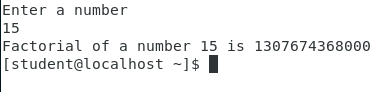 Enter a number
15
Factorial of a number 15 is 1307674368000
[student@localhost ~]$